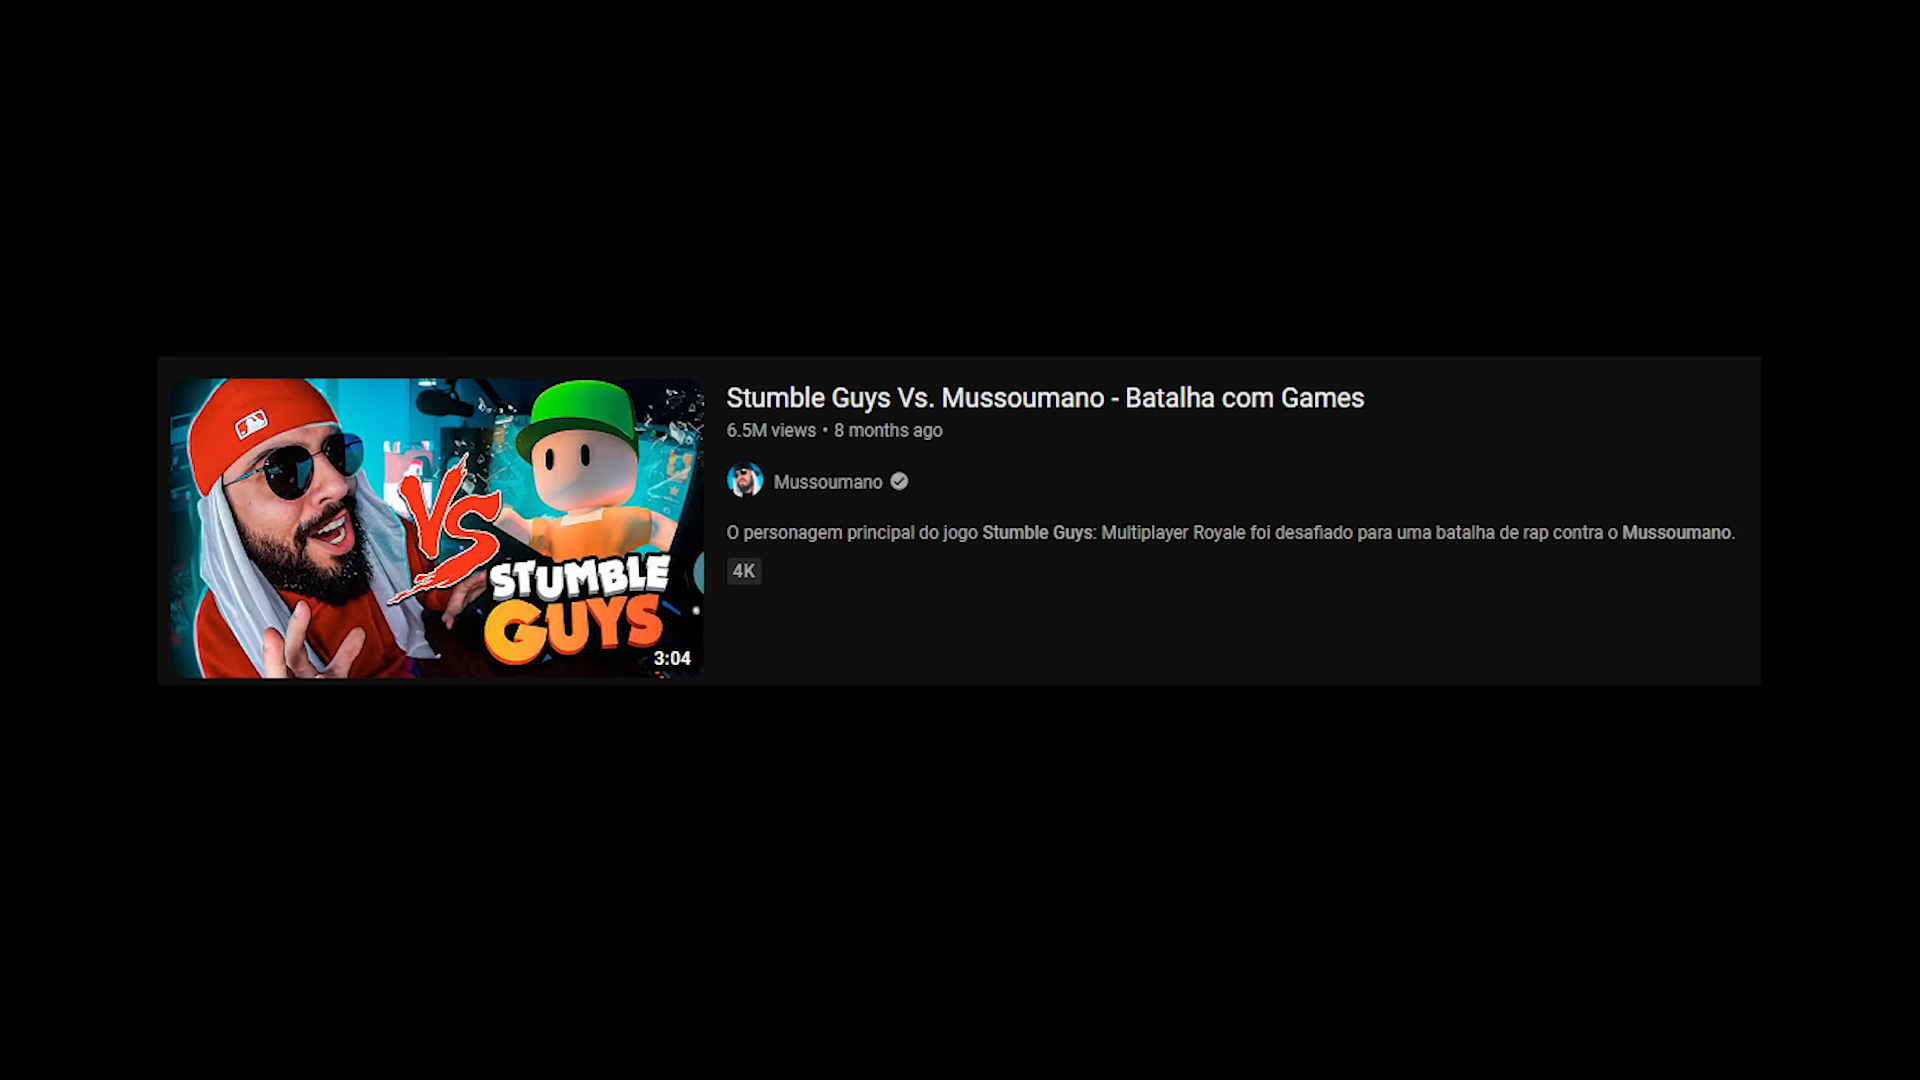 Stumble Guys Vs. Mussoumano - Batalha com Games
6.5M views • 8 months ago
Mussoumano
O personagem principal do jogo Stumble Guys: Multiplayer Royale foi desafiado para uma batalha de rap contra o Mussoumano.
4K
VS
STUMBLE
GUYS
3:04